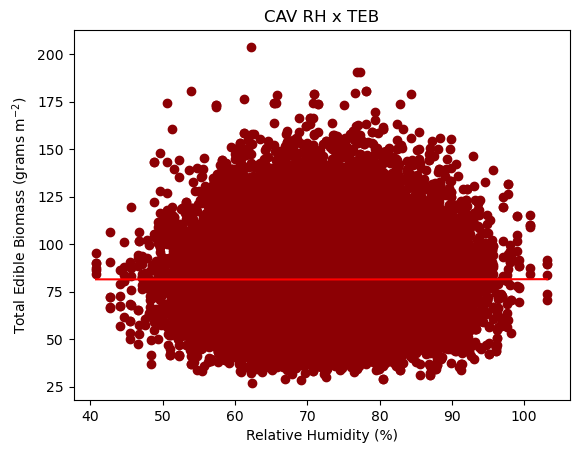 CAV RH x TEB
Total Edible Biomass (grams m⁻²)
200
175
150
125
100
75
50
25
40 50 60 70 80 90 100
Relative Humidity (%)